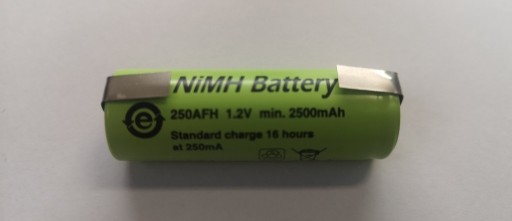 NiMH Battery
250AFH 1.2V min. 2500mAh
Standard charge 16 hours
at 250mA
e